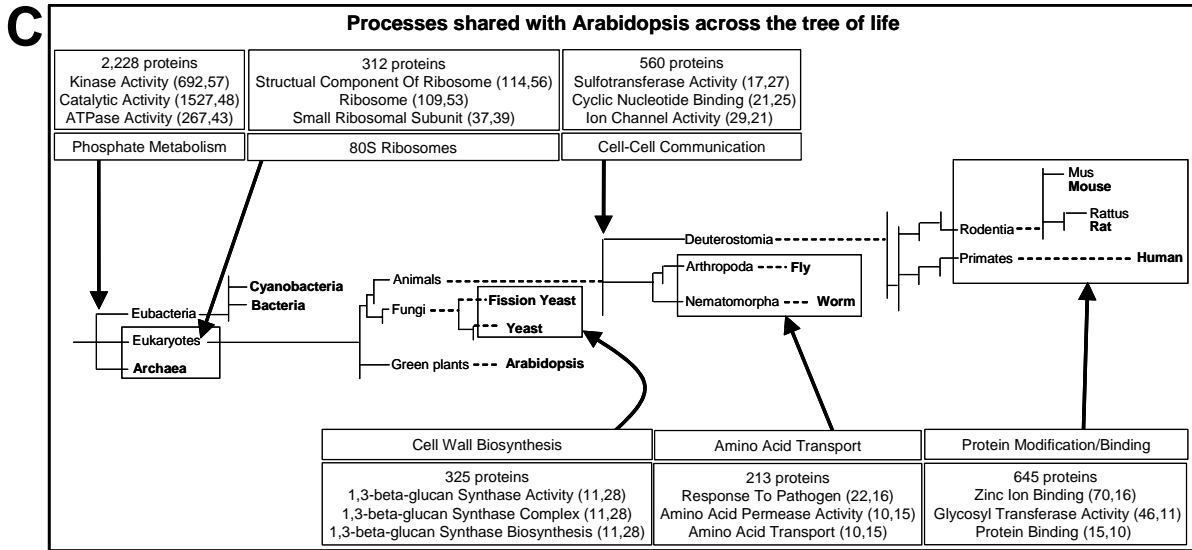 C
Processes shared with Arabidopsis across the tree of life
2,228 proteins
Kinase Activity (692,57)
Catalytic Activity (1527,48)
ATPase Activity (267,43)
Phosphate Metabolism
312 proteins
Structual Component Of Ribosome (114,56)
Ribosome (109,53)
Small Ribosomal Subunit (37,39)
80S Ribosomes
560 proteins
Sulfotransferase Activity (17,27)
Cyclic Nucleotide Binding (21,25)
Ion Channel Activity (29,21)
Cell-Cell Communication
Mus
Mouse
Rattus
Rat
Rodentia
Primates
Human
Deuterostomia
Arthropoda
Fly
Nematomorpha
Worm
Animals
Fungi
Fission Yeast
Yeast
Green plants
Arabidopsis
Cyanobacteria
Bacteria
Eubacteria
Eukaryotes
Archaea
Cell Wall Biosynthesis
325 proteins
1,3-beta-glucan Synthase Activity (11,28)
1,3-beta-glucan Synthase Complex (11,28)
1,3-beta-glucan Synthase Biosynthesis (11,28)
Amino Acid Transport
213 proteins
Response To Pathogen (22,16)
Amino Acid Permease Activity (10,15)
Amino Acid Transport (10,15)
Protein Modification/Binding
645 proteins
Zinc Ion Binding (70,16)
Glycosyl Transferase Activity (46,11)
Protein Binding (15,10)